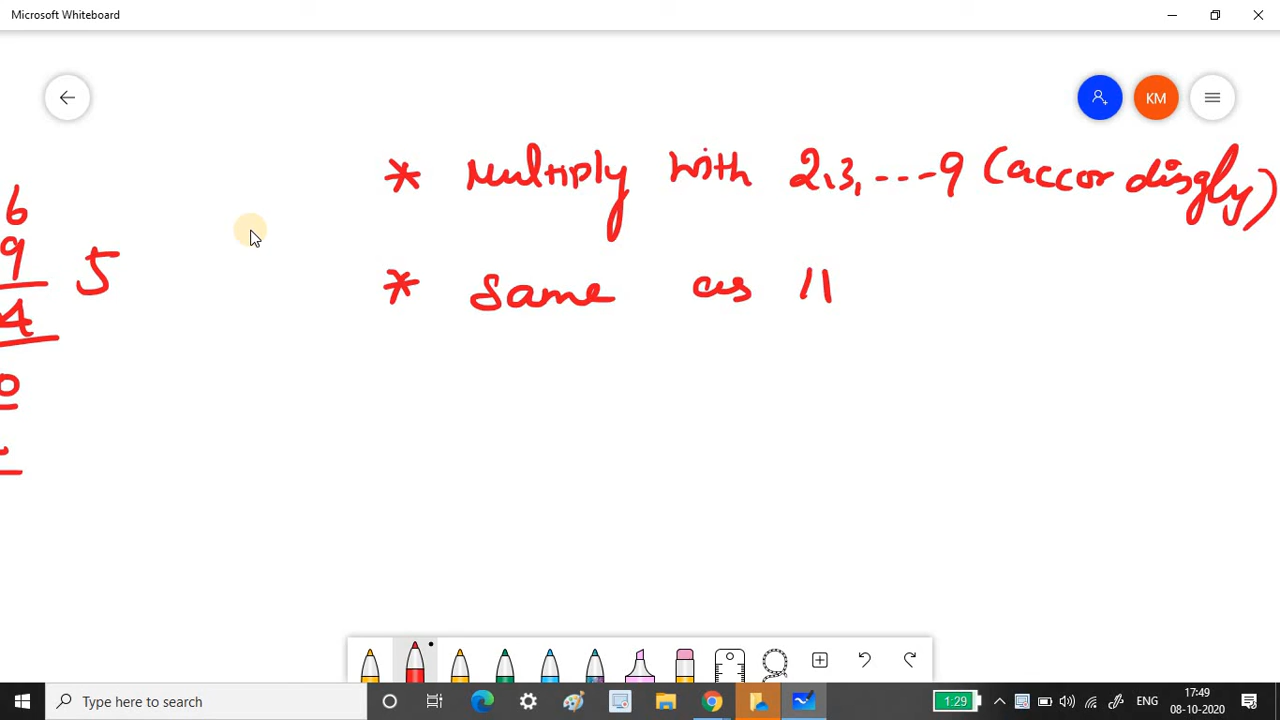 Microsoft Whiteboard
KM
* Multiply with 2,3, ---9 (accordingly)
6
9 5
4
* Same as 11
0
Type here to search
1:29
ENG
17:49
08-10-2020